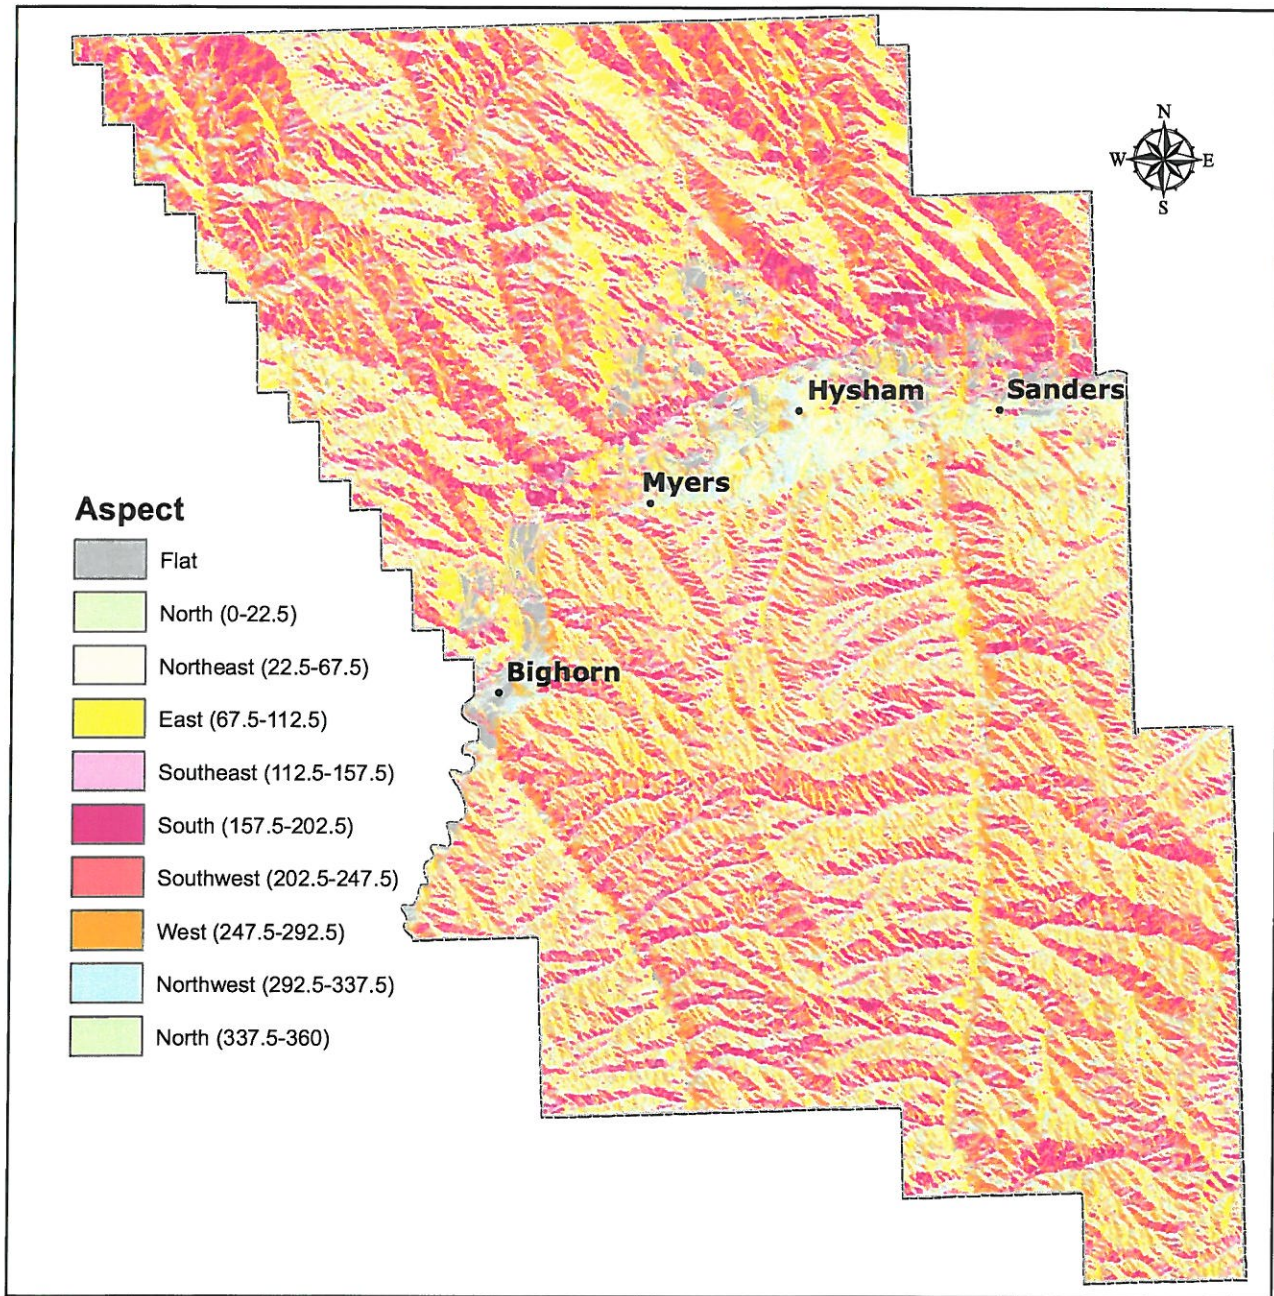 N
W
E
S
Hysham
Sanders
Myers
Bighorn
Aspect
Flat
North (0-22.5)
Northeast (22.5-67.5)
East (67.5-112.5)
Southeast (112.5-157.5)
South (157.5-202.5)
Southwest (202.5-247.5)
West (247.5-292.5)
Northwest (292.5-337.5)
North (337.5-360)